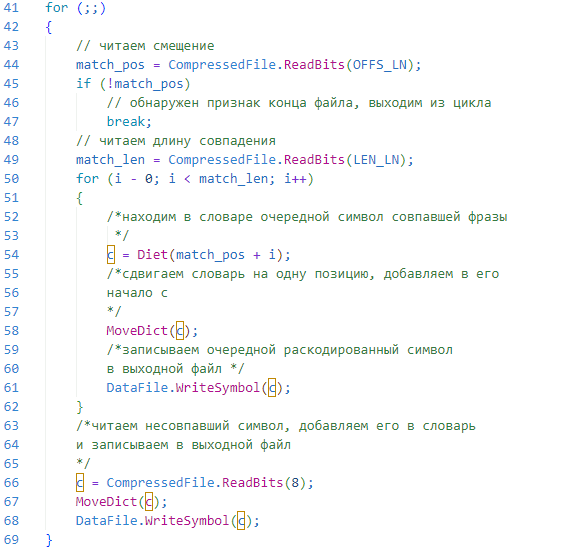 41 for (;;)
42 {
43 // читаем смещение
44 match_pos = CompressedFile.ReadBits(OFFS_LN);
45 if (!match_pos)
46 // обнаружен признак конца файла, выходим из цикла
47 break;
48 // читаем длину совпадения
49 match_len = CompressedFile.ReadBits(LEN_LN);
50 for (i - 0; i < match_len; i++)
51 {
52 /*находим в словаре очередной символ совпавшей фразы
53 */
54 c = Diet(match_pos + i);
55 /*сдвигаем словарь на одну позицию, добавляем в его
56 начало с
57 */
58 MoveDict(c);
59 /*записываем очередной раскодированный символ
60 в выходной файл */
61 DataFile.WriteSymbol(c);
62 }
63 /*читаем несовпавший символ, добавляем его в словарь
64 и записываем в выходной файл
65 */
66 c = CompressedFile.ReadBits(8);
67 MoveDict(c);
68 DataFile.WriteSymbol(c);
69 }